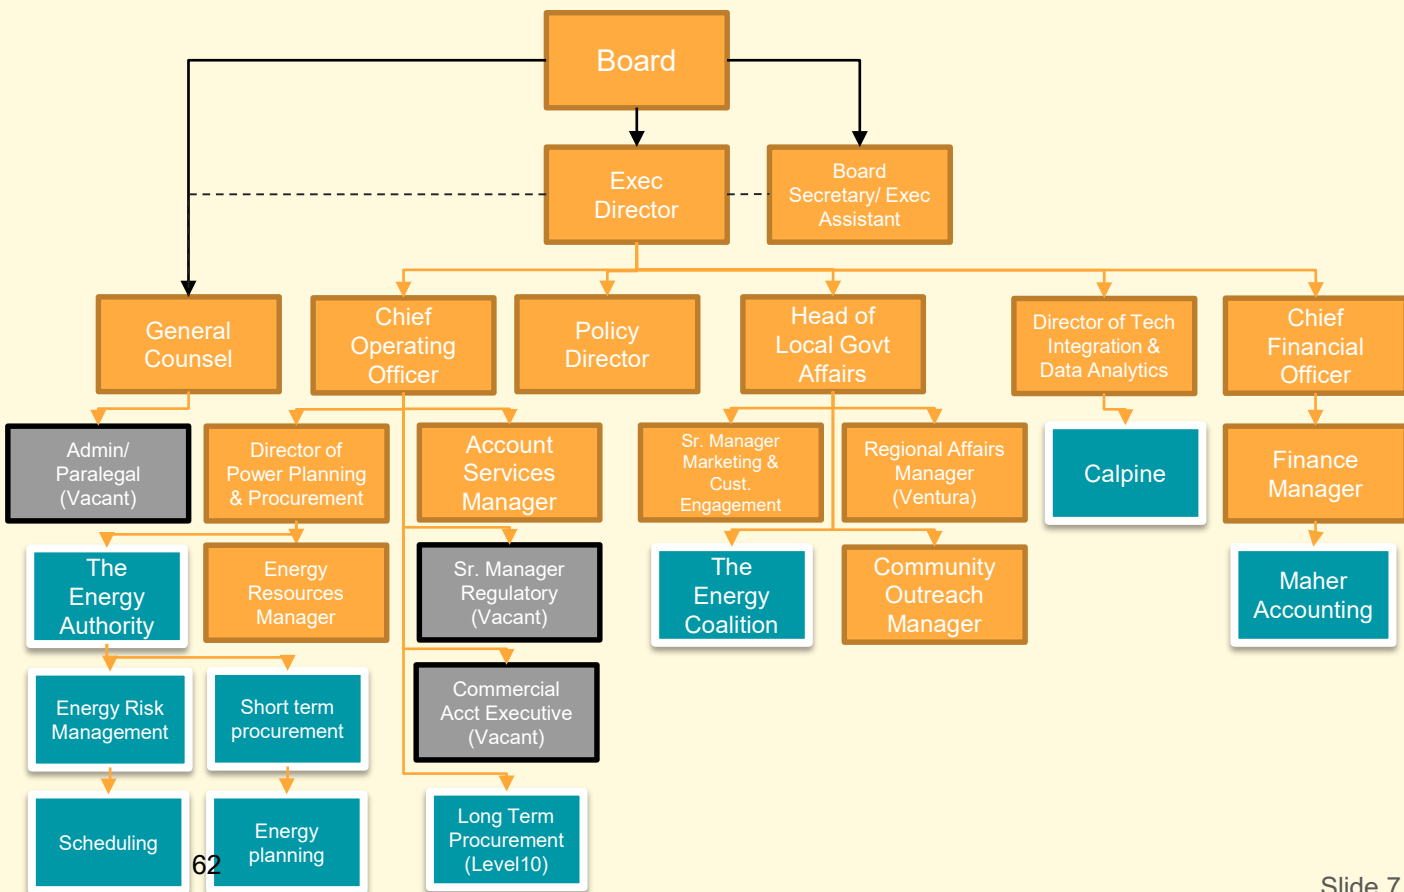 Board
Exec
Director
Board
Secretary/ Exec
Assistant
General
Counsel
Chief
Operating
Officer
Policy
Director
Head of
Local Govt
Affairs
Director of Tech
Integration &
Data Analytics
Chief
Financial
Officer
Admin/
Paralegal
(Vacant)
Director of
Power Planning
& Procurement
Account
Services
Manager
Sr. Manager
Marketing &
Cust.
Engagement
Regional Affairs
Manager
(Ventura)
Calpine
Finance
Manager
The
Energy
Authority
Energy
Resources
Manager
Sr. Manager
Regulatory
(Vacant)
The
Energy
Coalition
Community
Outreach
Manager
Maher
Accounting
Energy Risk
Management
Short term
procurement
Commercial
Acct Executive
(Vacant)
Scheduling
Energy
planning
Long Term
Procurement
(Level10)
62
Slide 7